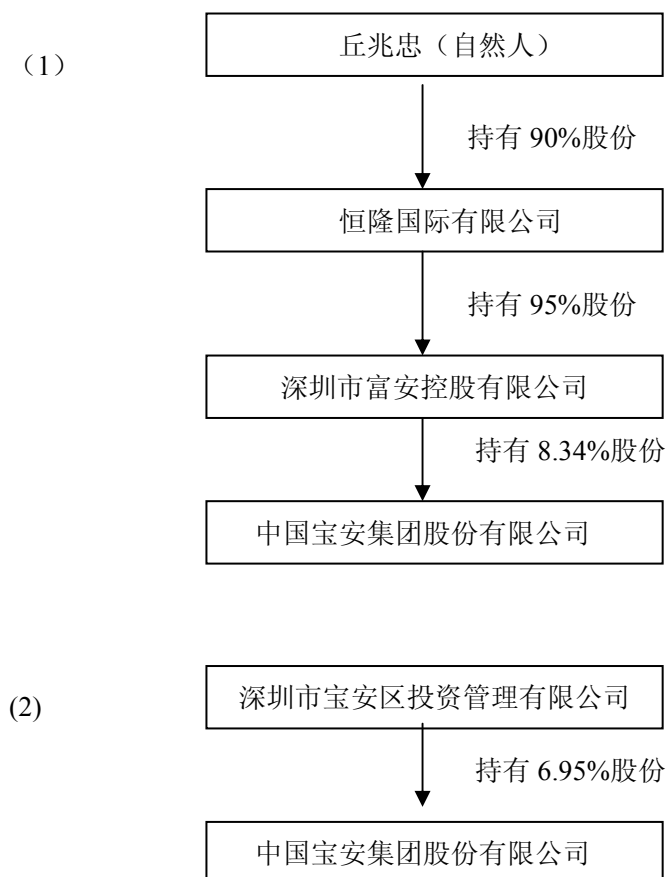 （1）
丘兆忠（自然人）
持有 90%股份
恒隆国际有限公司
持有 95%股份
深圳市富安控股有限公司
持有 8.34%股份
中国宝安集团股份有限公司
(2)
深圳市宝安区投资管理有限公司
持有 6.95%股份
中国宝安集团股份有限公司